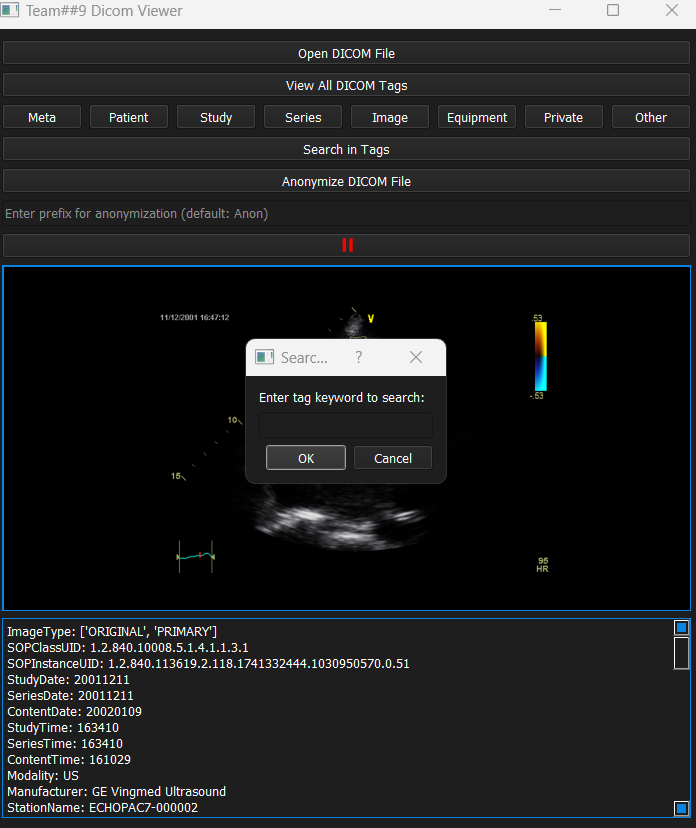 Team##9 Dicom Viewer
Open DICOM File
View All DICOM Tags
Meta Patient Study Series Image Equipment Private Other
Search in Tags
Anonymize DICOM File
Enter prefix for anonymization (default: Anon)
11/12/2001 16:47:12
V
.53
-.53
10
15
Searc... ?
Enter tag keyword to search:
OK Cancel
95
HR
ImageType: ['ORIGINAL', 'PRIMARY']
SOPClassUID: 1.2.840.10008.5.1.4.1.1.3.1
SOPInstanceUID: 1.2.840.113619.2.118.1741332444.1030950570.0.51
StudyDate: 20011211
SeriesDate: 20011211
ContentDate: 20020109
StudyTime: 163410
SeriesTime: 163410
ContentTime: 161029
Modality: US
Manufacturer: GE Vingmed Ultrasound
StationName: ECHOPAC7-000002